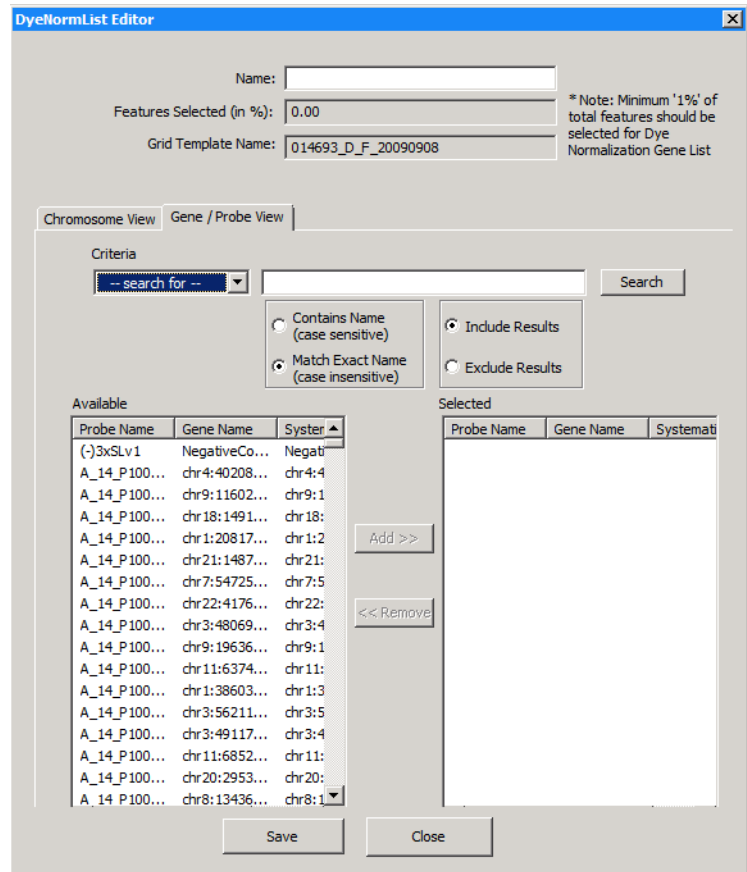 DyeNormList Editor
Name:
Features Selected (in %): 0.00
Grid Template Name: 014693_D_F_20090908
*Note: Minimum '1%' of
total features should be
selected for Dye
Normalization Gene List
Chromosome View Gene / Probe View
Criteria
-- search for -- Search
Contains Name
(case sensitive)
Match Exact Name
(case insensitive)
Include Results
Exclude Results
Available
Probe Name Gene Name System
(-)3xSLv1 NegativeCo... Negati
A_14_P100... chr4:40208... chr4:4
A_14_P100... chr9:11602... chr9:1
A_14_P100... chr18:1491... chr18:
A_14_P100... chr1:20817... chr1:2
A_14_P100... chr21:1487... chr21:
A_14_P100... chr7:54725... chr7:5
A_14_P100... chr22:4176... chr22:
A_14_P100... chr3:48069... chr3:4
A_14_P100... chr9:19636... chr9:1
A_14_P100... chr11:6374... chr11:
A_14_P100... chr1:38603... chr1:3
A_14_P100... chr3:56211... chr3:5
A_14_P100... chr3:49117... chr3:4
A_14_P100... chr11:6852... chr11:
A_14_P100... chr20:2953... chr20:
A_14_P100... chr8:13436... chr8:1
Add >>
<< Remove
Selected
Probe Name Gene Name Systemati
Save Close